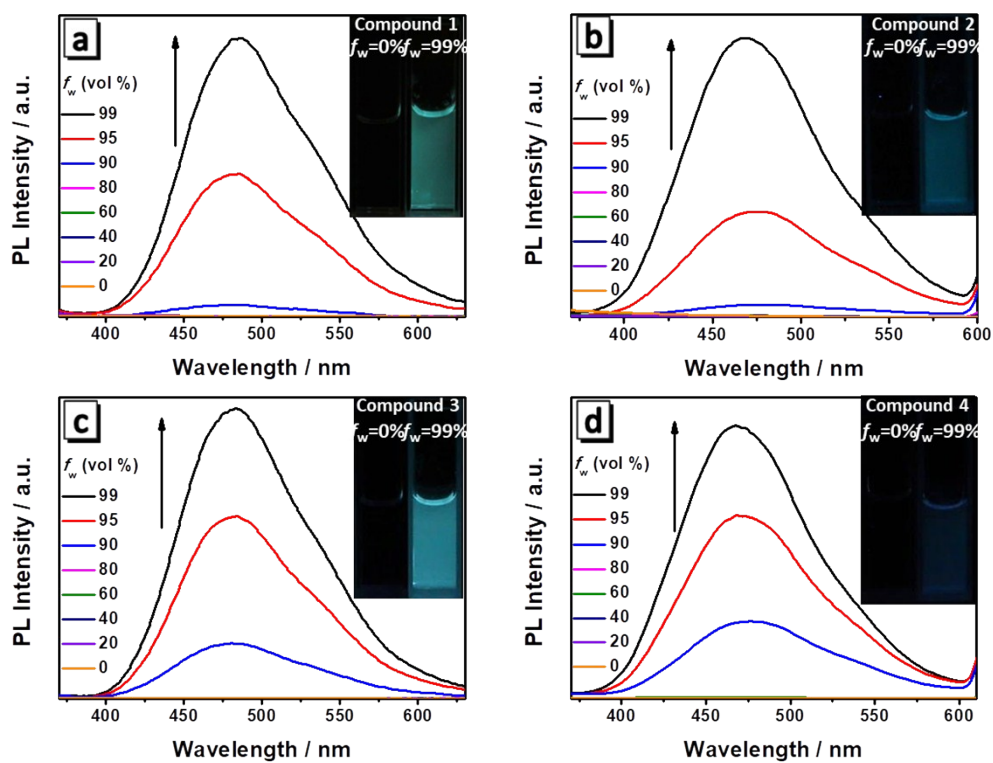 a
Compound 1
fw=0%fw=99%
fw (vol %)
99
95
90
80
60
40
20
0
PL Intensity / a.u.
400 450 500 550 600
Wavelength / nm
b
Compound 2
fw=0%fw=99%
fw (vol %)
99
95
90
80
60
40
20
0
PL Intensity / a.u.
400 450 500 550 600
Wavelength / nm
c
Compound 3
fw=0%fw=99%
fw (vol %)
99
95
90
80
60
40
20
0
PL Intensity / a.u.
400 450 500 550 600
Wavelength / nm
d
Compound 4
fw=0%fw=99%
fw (vol %)
99
95
90
80
60
40
20
0
PL Intensity / a.u.
400 450 500 550 600
Wavelength / nm